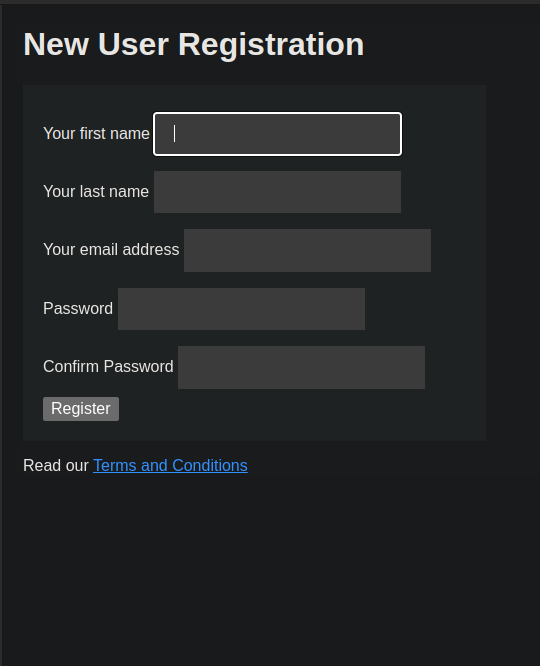 New User Registration
Your first name
Your last name
Your email address
Password
Confirm Password
Register
Read our Terms and Conditions